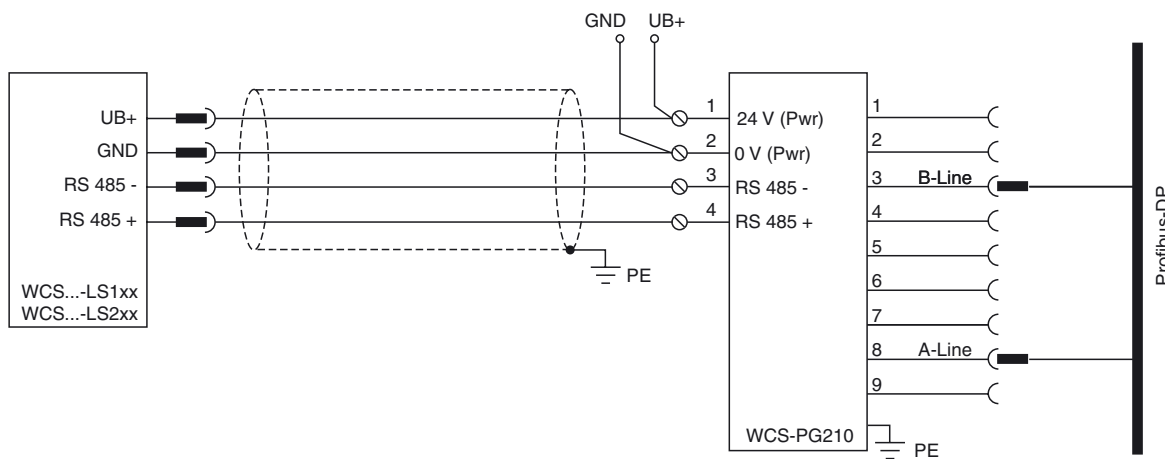 GND UB+
UB+ 1 24 V (Pwr) 1
GND 2 0 V (Pwr) 2
RS 485 - 3 RS 485 - 3 B-Line
RS 485 + 4 RS 485 + 4
5
6
7
8 A-Line
9
PE
WCS...-LS1xx
WCS...-LS2xx
WCS-PG210
PE
Profibus-DP